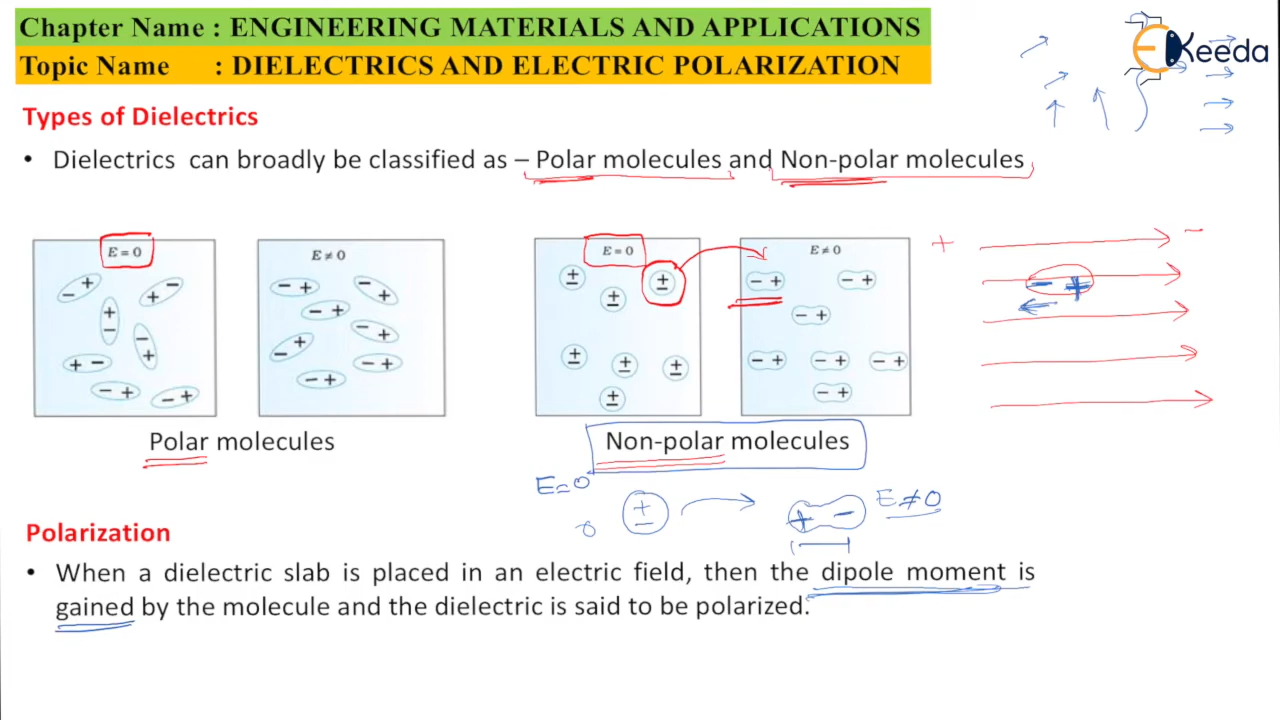 Chapter Name : ENGINEERING MATERIALS AND APPLICATIONS
Topic Name : DIELECTRICS AND ELECTRIC POLARIZATION
EKeeda
Types of Dielectrics
• Dielectrics can broadly be classified as – Polar molecules and Non-polar molecules
E = 0
E ≠ 0
E = 0
E ≠ 0
Polar molecules
Non-polar molecules
E=0
E≠0
Polarization
• When a dielectric slab is placed in an electric field, then the dipole moment is
gained by the molecule and the dielectric is said to be polarized.